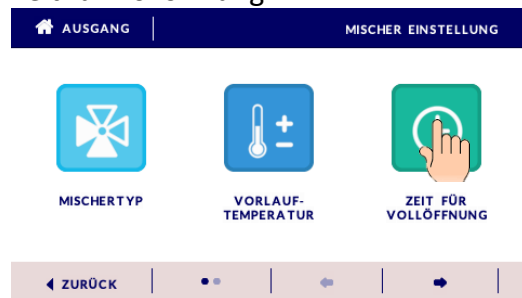 AUSGANG
MISCHER EINSTELLUNG
MISCHERTYP
VORLAUF-
TEMPERATUR
ZEIT FÜR
VOLLÖFFNUNG
ZURÜCK